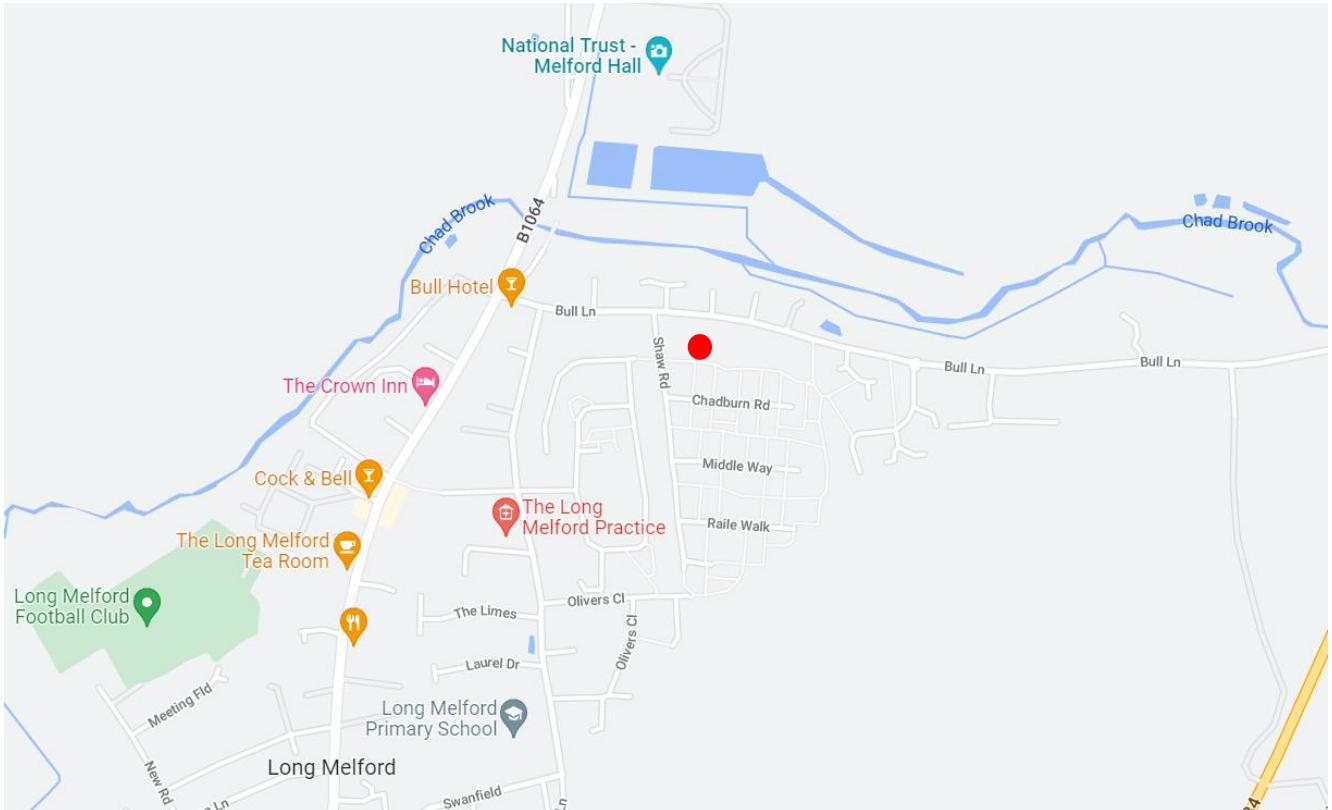 National Trust -
Melford Hall
Chad Brook
Chad Brook
B1064
Bull Hotel
Bull Ln
Shaw Rd
Bull Ln
Bull Ln
The Crown Inn
Chadburn Rd
Middle Way
Cock & Bell
The Long
Melford Practice
Raile Walk
The Long Melford
Tea Room
Long Melford
Football Club
The Limes
Olivers Cl
Olivers Cl
Laurel Dr
Meeting Fld
Long Melford
Primary School
New Rd
Long Melford
Swanfield
Ln
Ln